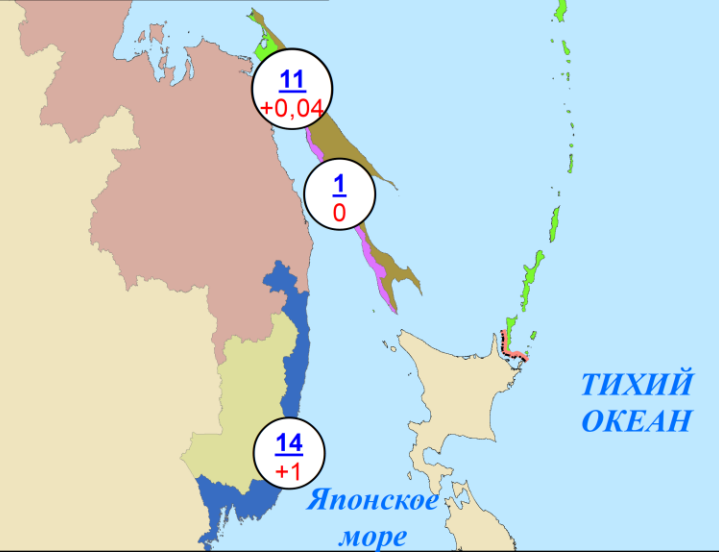 11
+0,04
1
0
ТИХИЙ
ОКЕАН
14
+1
Японское
море